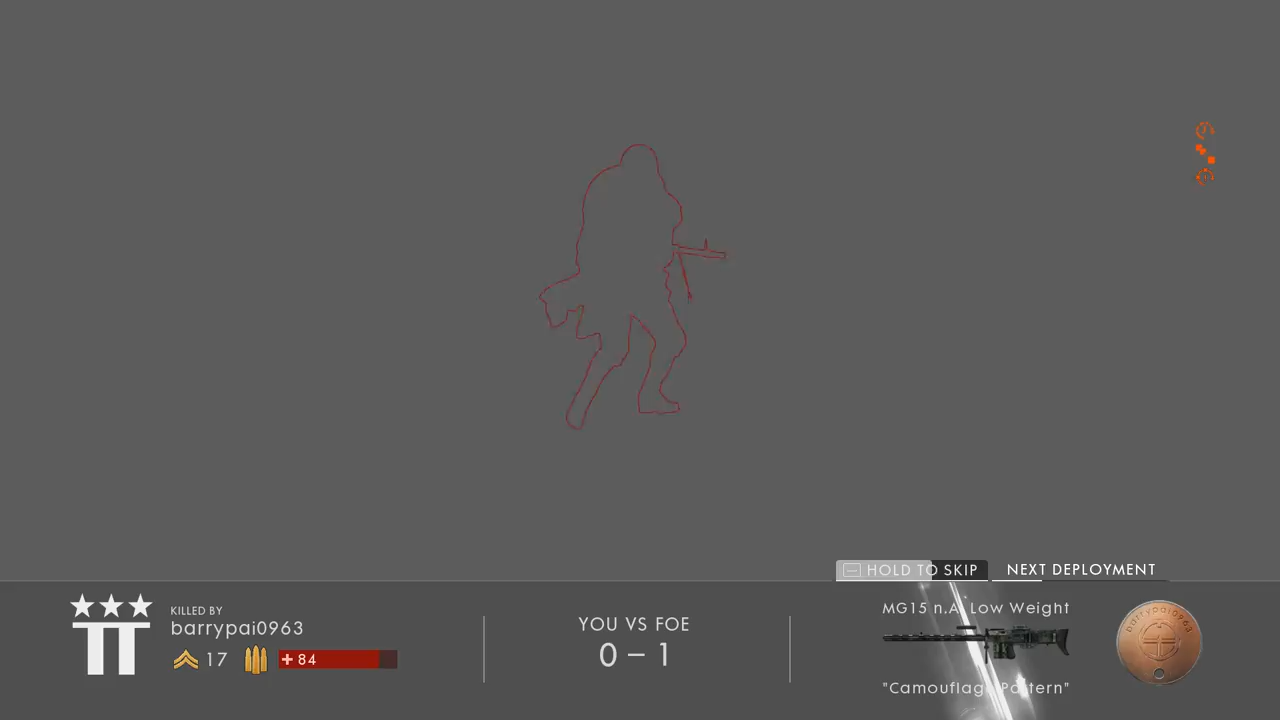 HOLD TO SKIP
NEXT DEPLOYMENT
KILLED BY
barrypai0963
17
84
YOU VS FOE
0 – 1
MG15 n.A. Low Weight
"Camouflage Pattern"
barrypai0963